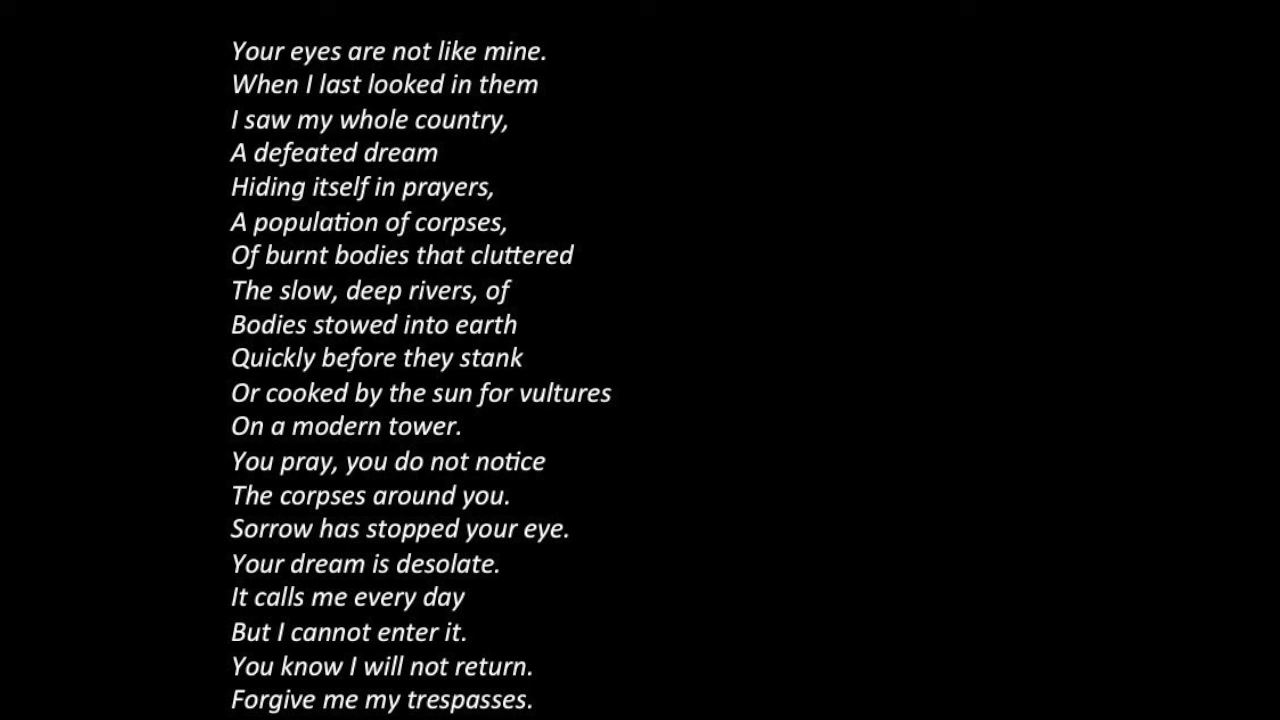 Your eyes are not like mine.
When I last looked in them
I saw my whole country,
A defeated dream
Hiding itself in prayers,
A population of corpses,
Of burnt bodies that cluttered
The slow, deep rivers, of
Bodies stowed into earth
Quickly before they stank
Or cooked by the sun for vultures
On a modern tower.
You pray, you do not notice
The corpses around you.
Sorrow has stopped your eye.
Your dream is desolate.
It calls me every day
But I cannot enter it.
You know I will not return.
Forgive me my trespasses.